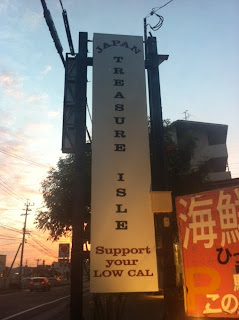 JAPAN
TREASURE ISLE
Support
your
LOW CAL
海鮮
この